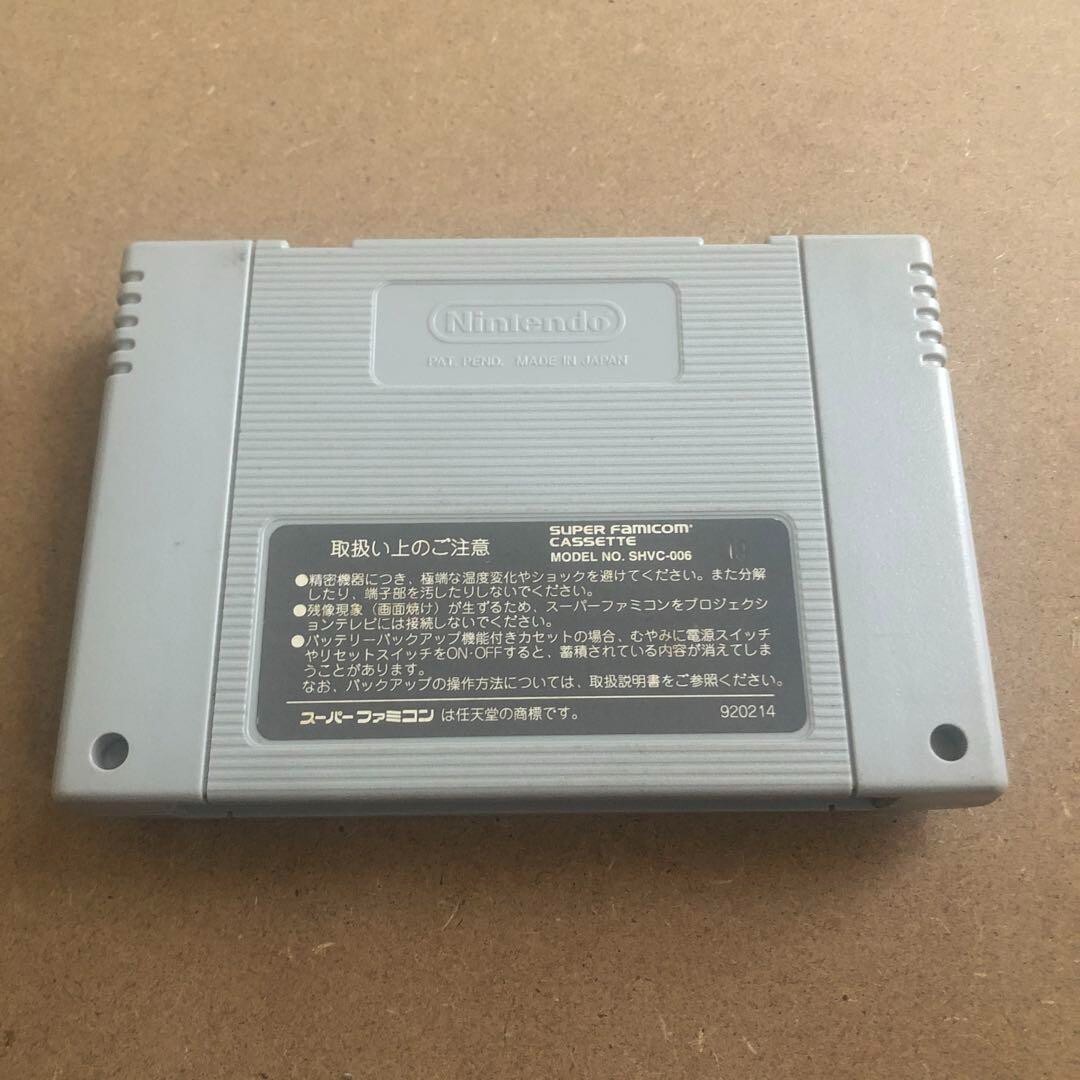 Nintendo
PAT. PEND. MADE IN JAPAN
取扱い上のご注意
SUPER FAMICOM
CASSETTE
MODEL NO. SHVC-006
●精密機器につき、極端な温度変化やショックを避けてください。また分解
したり、端子部を汚したりしないでください。
●残像現象（画面焼け）が生ずるため、スーパーファミコンをプロジェクシ
ョンテレビには接続しないでください。
●バッテリーバックアップ機能付きカセットの場合、むやみに電源スイッチ
やリセットスイッチをON・OFFすると、蓄積されている内容が消えてしま
うことがあります。
なお、バックアップの操作方法については、取扱説明書をご参照ください。
スーパーファミコン は任天堂の商標です。
920214